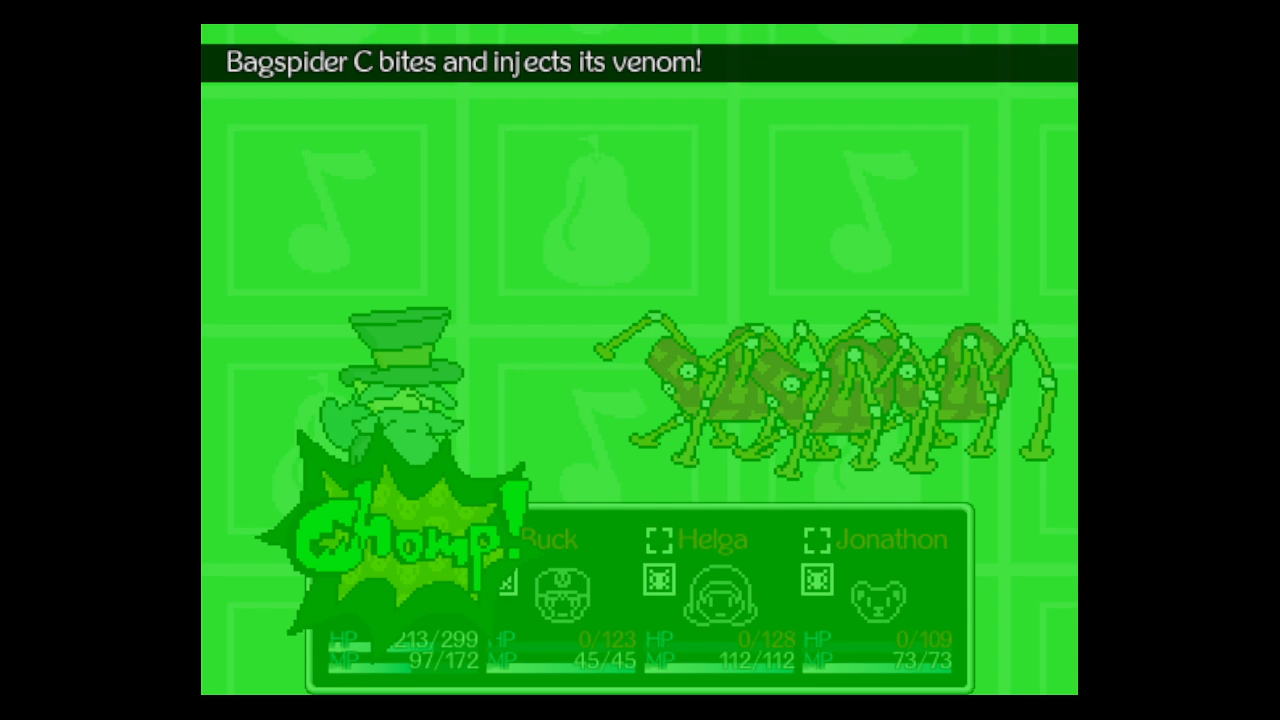 Bagspider C bites and injects its venom!
Chomp!
Buck Helga Jonathon
HP 213/299 HP 0/123 HP 0/128 HP 0/109
MP 97/172 MP 45/45 MP 112/112 MP 73/73